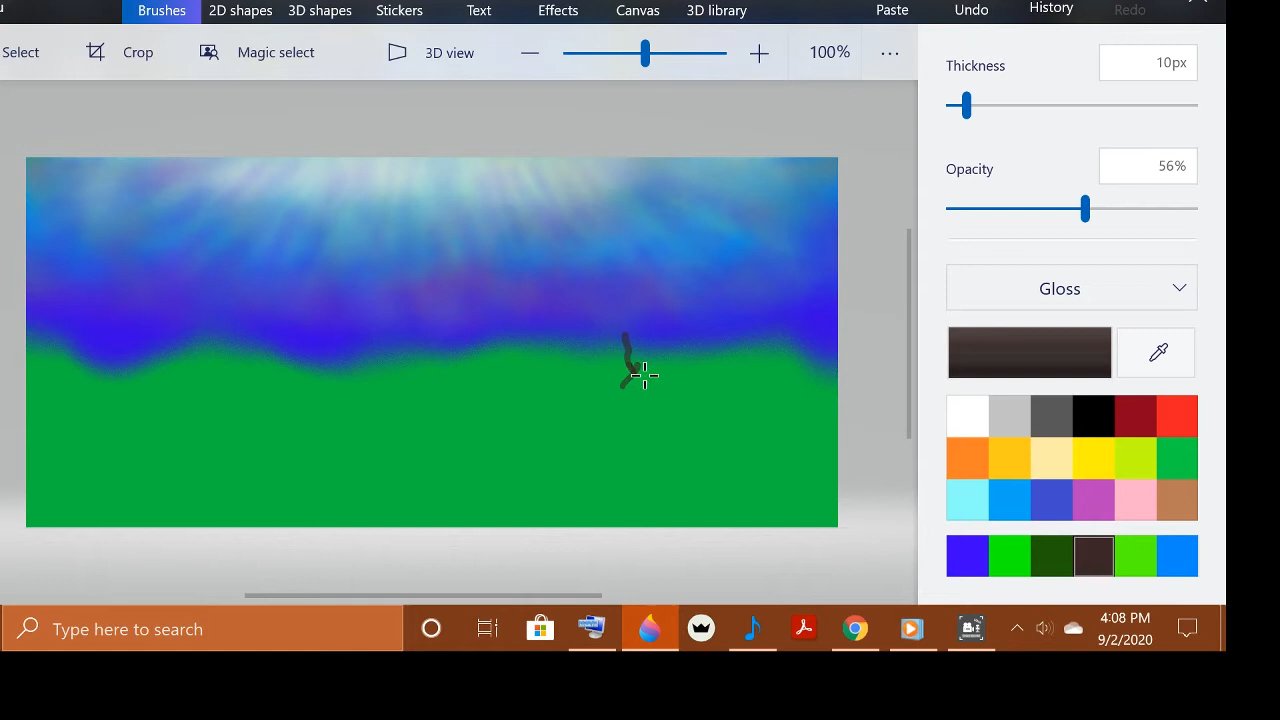 Brushes 2D shapes 3D shapes Stickers Text Effects Canvas 3D library Paste Undo History Redo
Select Crop Magic select 3D view 100%
Thickness 10px
Opacity 56%
Gloss
Type here to search
4:08 PM
9/2/2020